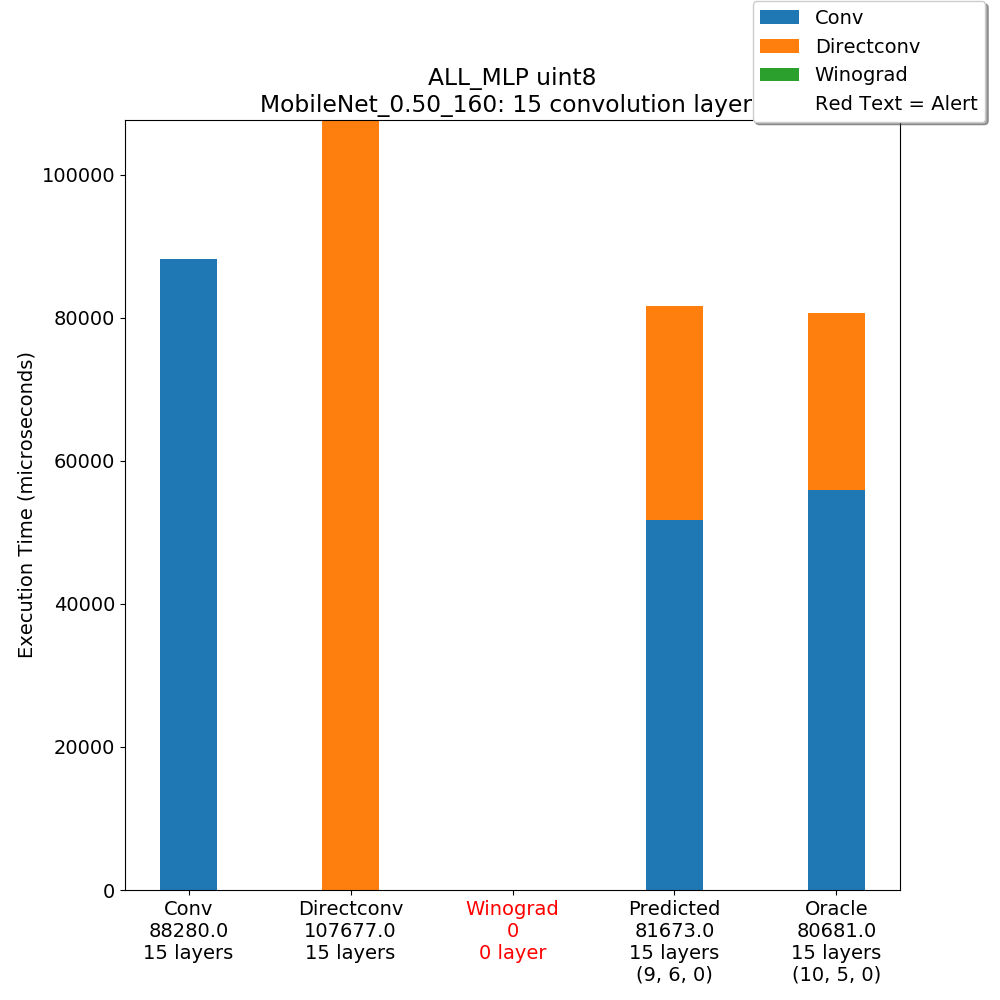 Conv
Directconv
Winograd
Red Text = Alert
ALL_MLP uint8
MobileNet_0.50_160: 15 convolution layer
Execution Time (microseconds)
100000
80000
60000
40000
20000
0
Conv
88280.0
15 layers
Directconv
107677.0
15 layers
Winograd
0
0 layer
Predicted
81673.0
15 layers
(9, 6, 0)
Oracle
80681.0
15 layers
(10, 5, 0)